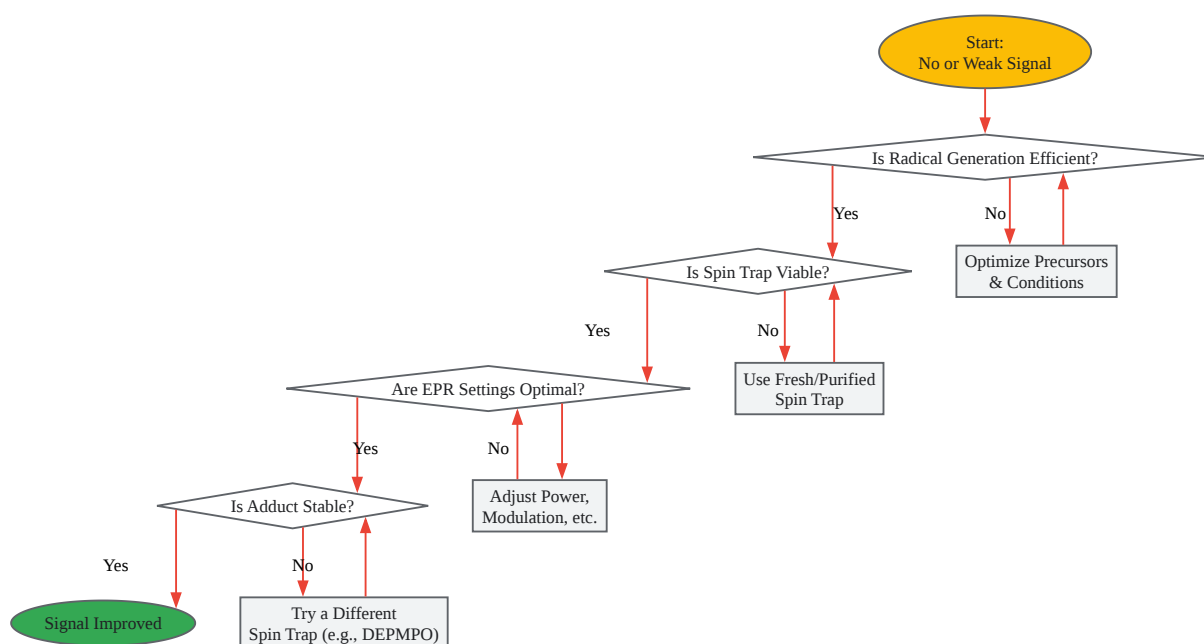 Start:
No or Weak Signal
Is Radical Generation Efficient?
Yes
No
Optimize Precursors
& Conditions
Is Spin Trap Viable?
Yes
No
Use Fresh/Purified
Spin Trap
Are EPR Settings Optimal?
Yes
No
Adjust Power,
Modulation, etc.
Is Adduct Stable?
Yes
No
Signal Improved
Try a Different
Spin Trap (e.g., DEPMPO)